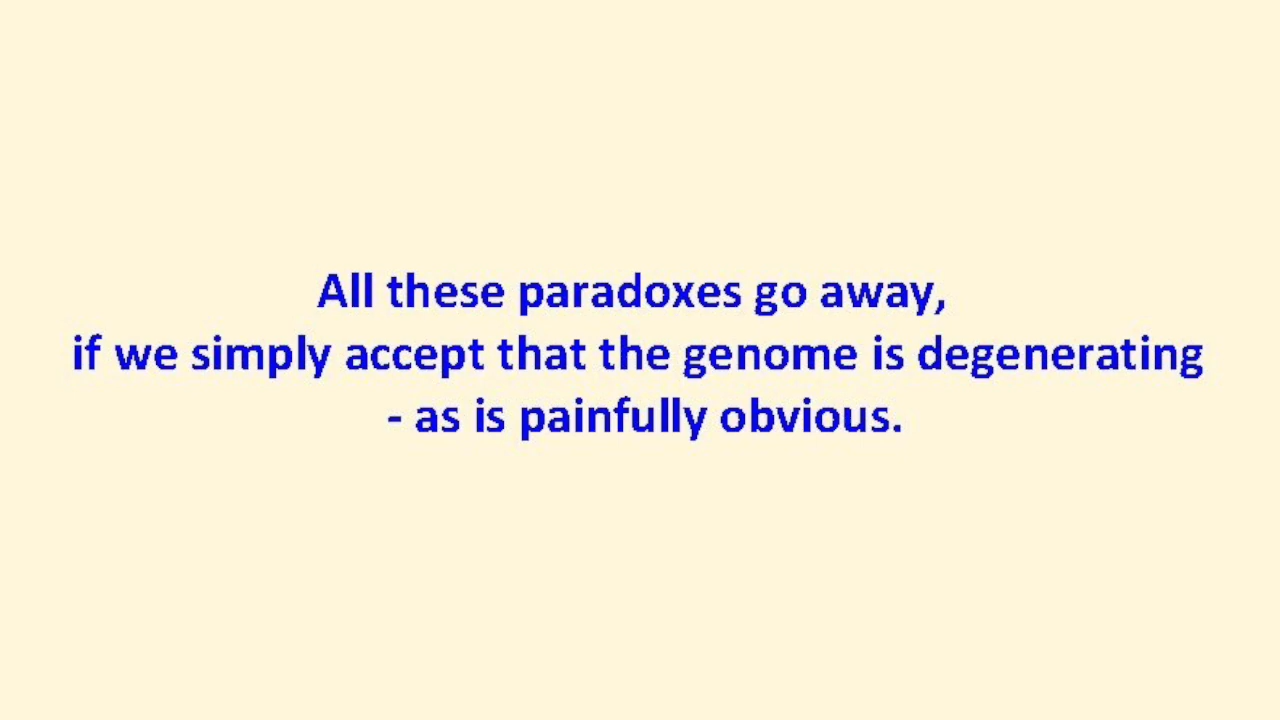 All these paradoxes go away,
if we simply accept that the genome is degenerating
- as is painfully obvious.